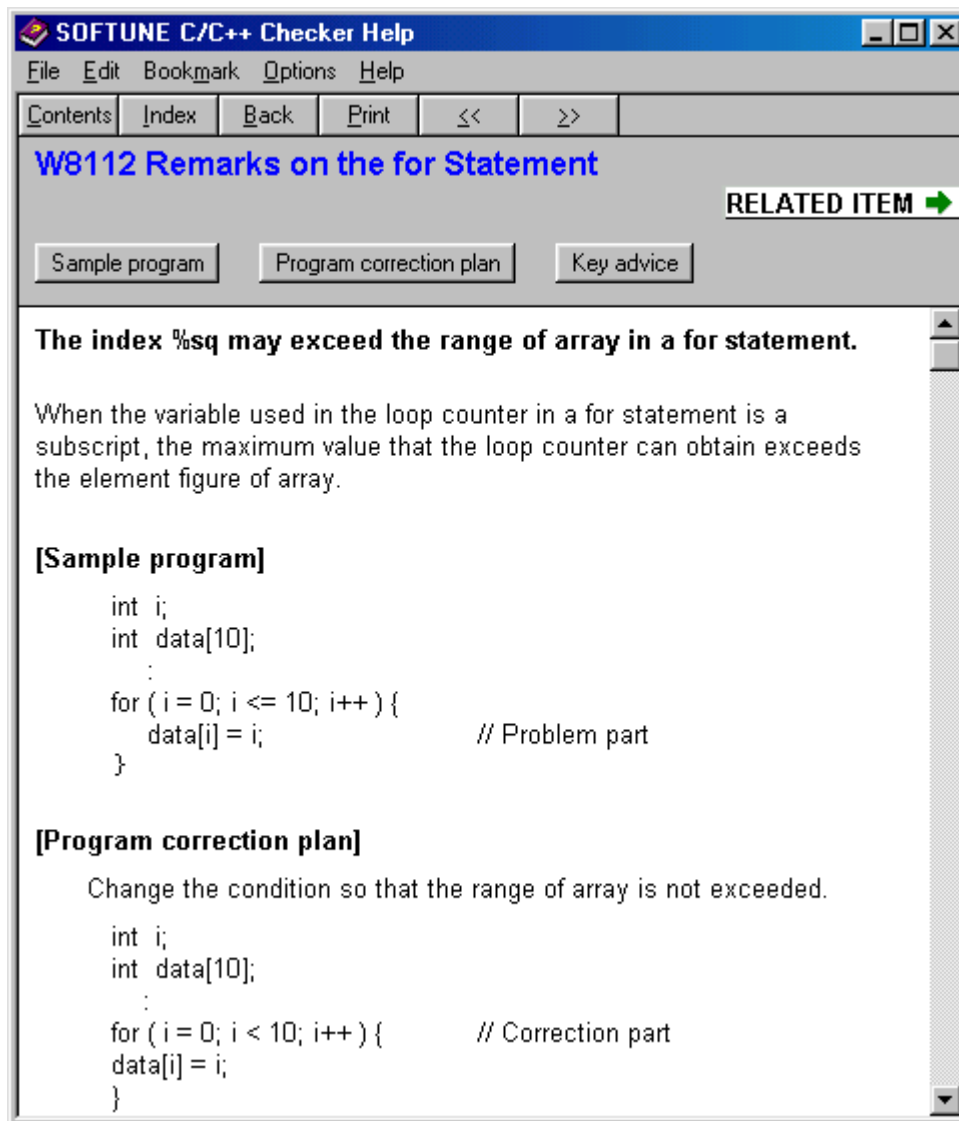 SOFTUNE C/C++ Checker Help
File Edit Bookmark Options Help
Contents Index Back Print << >>
W8112 Remarks on the for Statement
RELATED ITEM
Sample program Program correction plan Key advice
The index %sq may exceed the range of array in a for statement.
When the variable used in the loop counter in a for statement is a
subscript, the maximum value that the loop counter can obtain exceeds
the element figure of array.
[Sample program]
int i;
int data[10];
:
for ( i = 0; i <= 10; i++ ) {
data[i] = i; // Problem part
}
[Program correction plan]
Change the condition so that the range of array is not exceeded.
int i;
int data[10];
:
for ( i = 0; i < 10; i++ ) { // Correction part
data[i] = i;
}